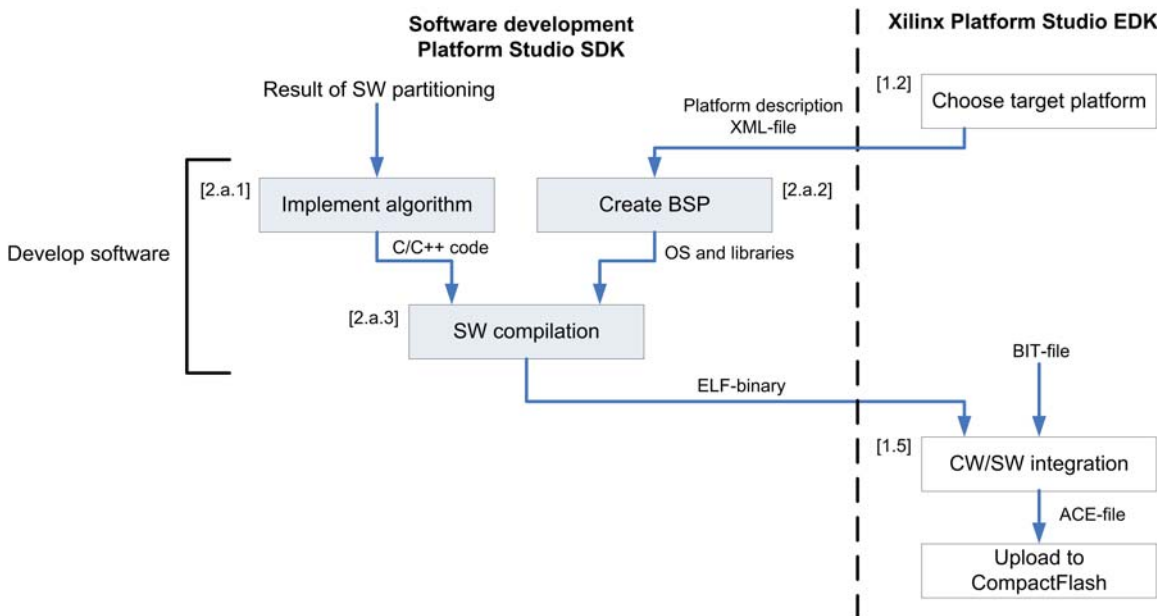 Software development
Platform Studio SDK
Xilinx Platform Studio EDK
Result of SW partitioning
[1.2]
Choose target platform
Platform description
XML-file
[2.a.1]
Implement algorithm
Create BSP
[2.a.2]
Develop software
C/C++ code
OS and libraries
[2.a.3]
SW compilation
BIT-file
ELF-binary
[1.5]
CW/SW integration
ACE-file
Upload to
CompactFlash